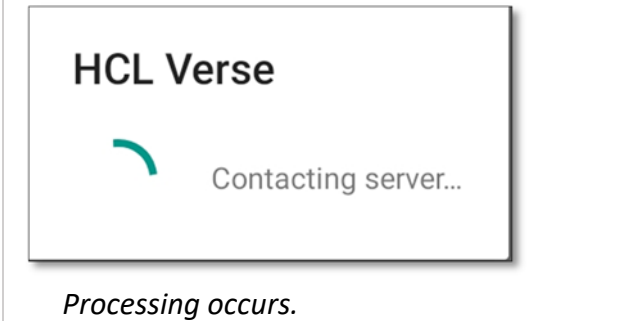 HCL Verse
Contacting server...
Processing occurs.